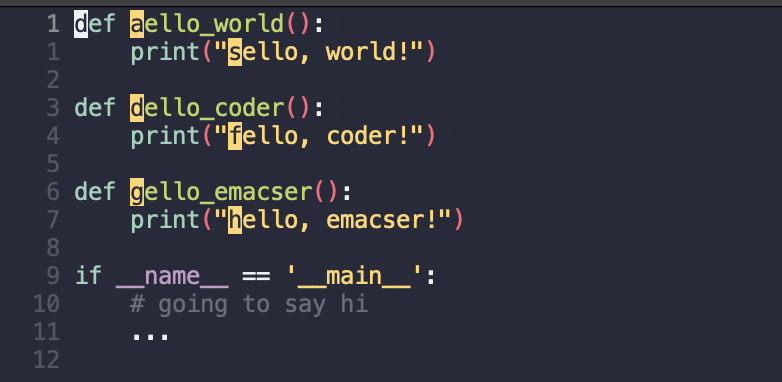 1 def aello_world():
1     print("sello, world!")
2
3 def dello_coder():
4     print("fello, coder!")
5
6 def gello_emacser():
7     print("hello, emacser!")
8
9 if __name__ == '__main__':
10     # going to say hi
11     ...
12